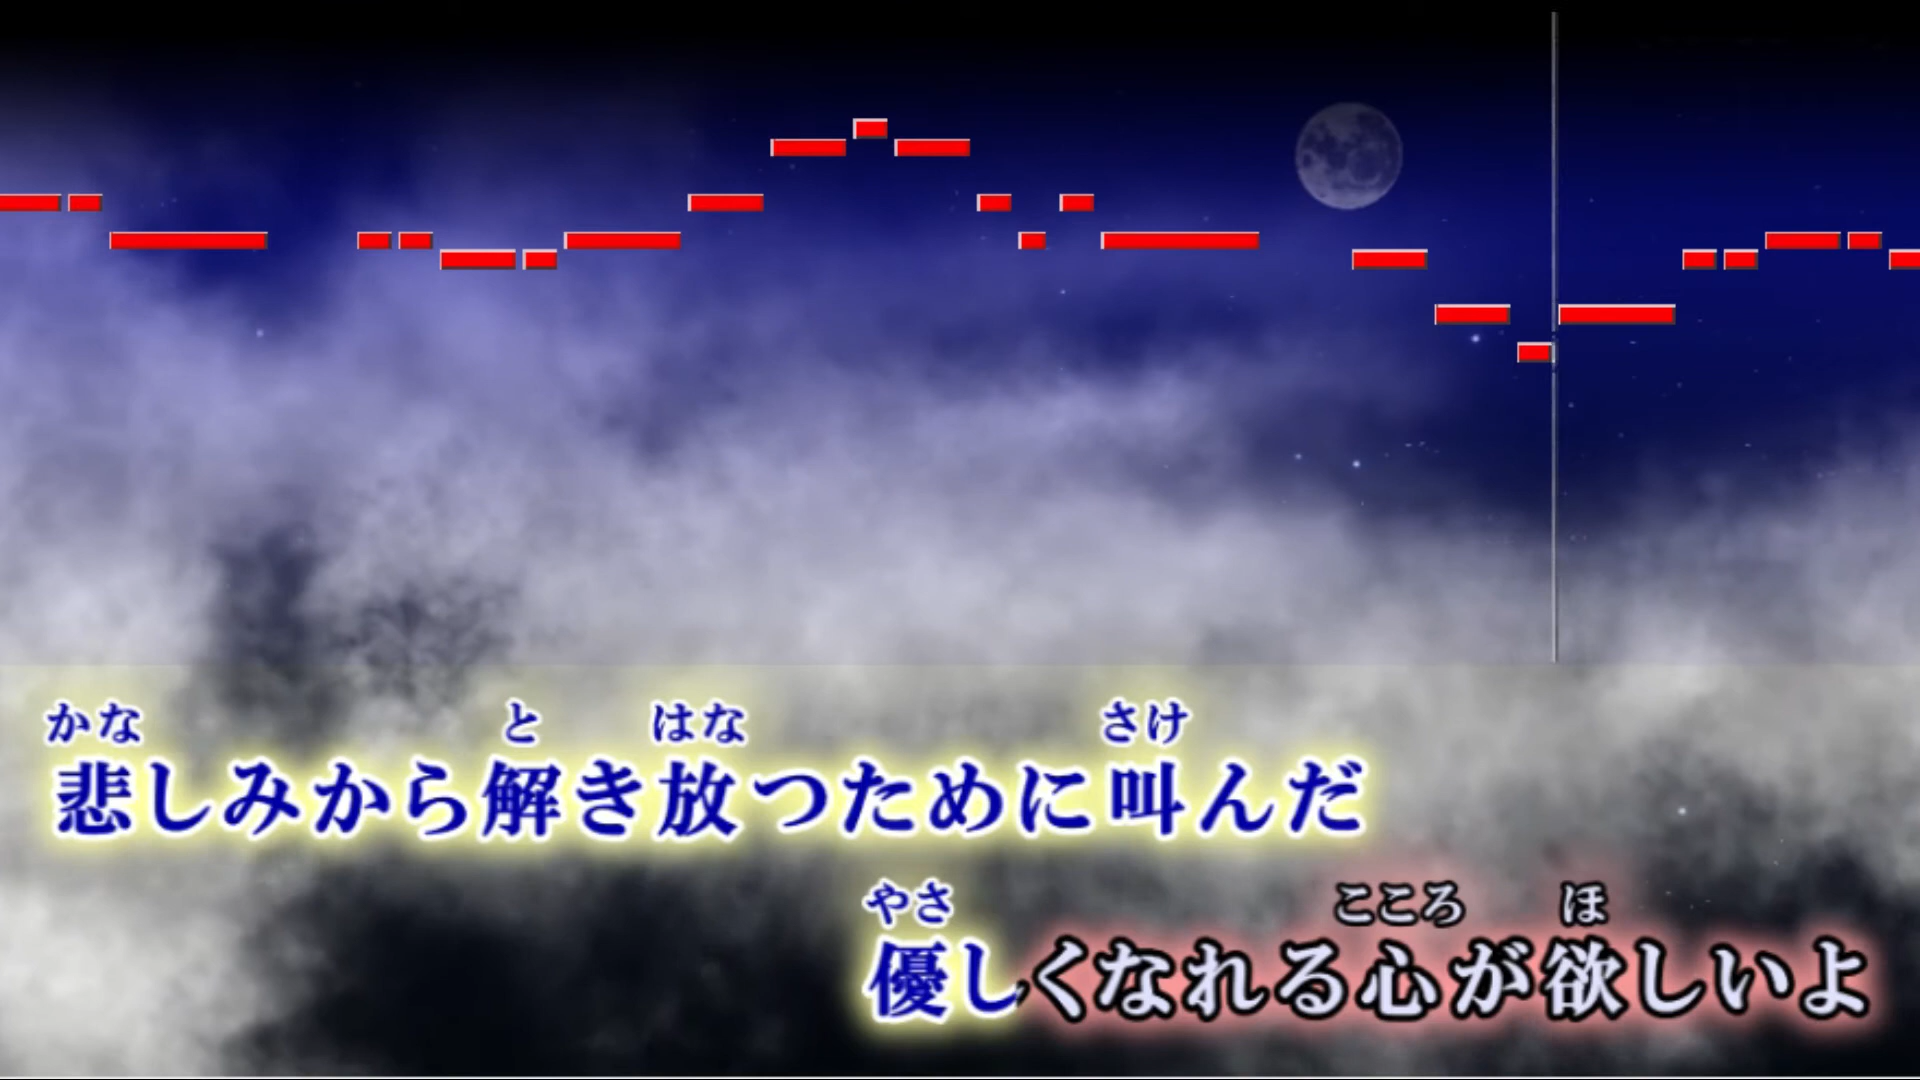 かな と はな さけ
悲しみから解き放つために叫んだ
やさ こころ ほ
優しくなれる心が欲しいよ